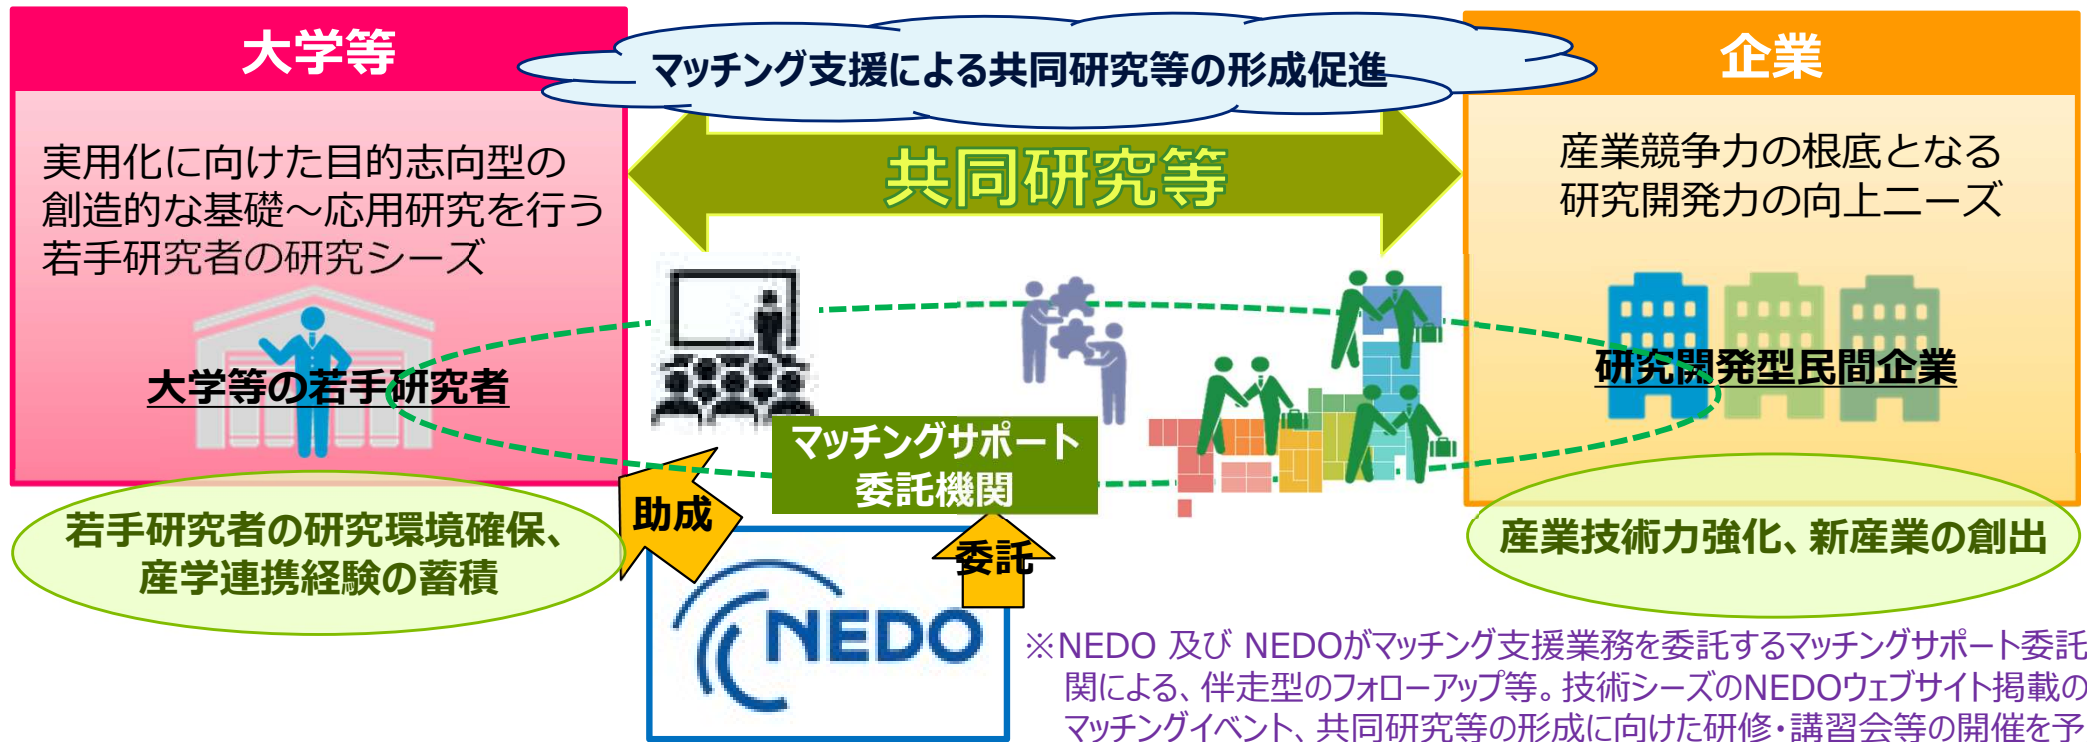 大学等
マッチング支援による共同研究等の形成促進
企業
実用化に向けた目的志向型の
創造的な基礎～応用研究を行う
若手研究者の研究シーズ
共同研究等
産業競争力の根底となる
研究開発力の向上ニーズ
大学等の若手研究者
研究開発型民間企業
マッチングサポート
委託機関
助成
委託
若手研究者の研究環境確保、
産学連携経験の蓄積
産業技術力強化、新産業の創出
NEDO
※NEDO 及び NEDOがマッチング支援業務を委託するマッチングサポート委託
関による、伴走型のフォローアップ等。技術シーズのNEDOウェブサイト掲載の
マッチングイベント、共同研究等の形成に向けた研修・講習会等の開催を予